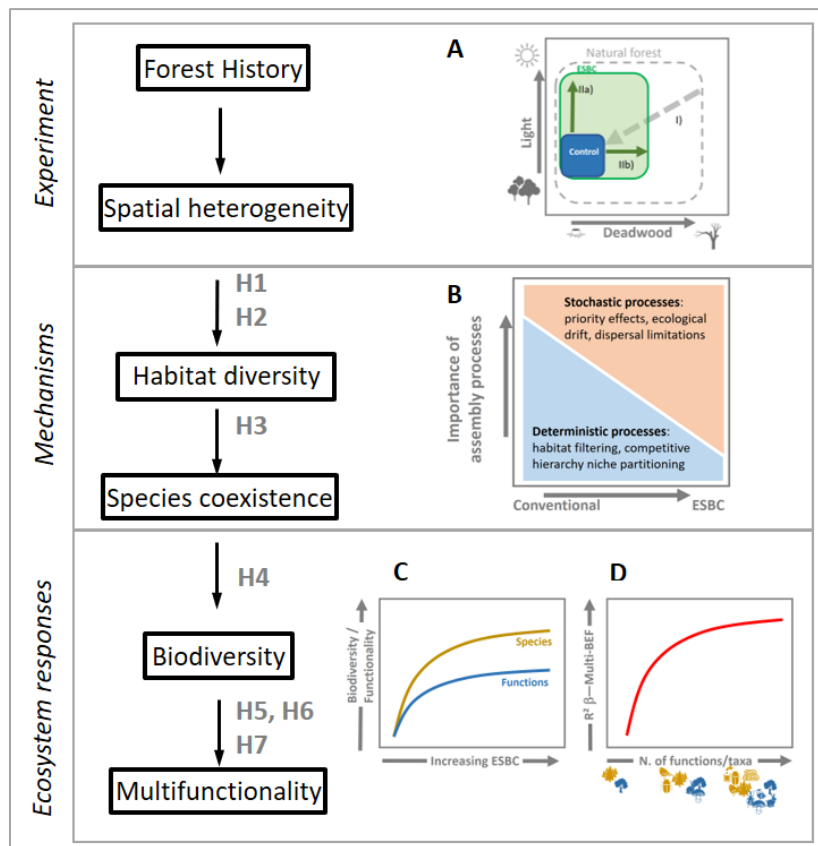 Experiment
Forest History
Spatial heterogeneity
A
Natural forest
ESBC
IIa)
I)
Control
IIb)
Light
Deadwood
Mechanisms
H1
H2
Habitat diversity
H3
Species coexistence
B
Stochastic processes:
priority effects, ecological
drift, dispersal limitations
Deterministic processes:
habitat filtering, competitive
hierarchy niche partitioning
Importance of
assembly processes
Conventional
ESBC
Ecosystem responses
H4
Biodiversity
H5, H6
H7
Multifunctionality
C
Biodiversity /
Functionality
Species
Functions
Increasing ESBC
D
R² β—Multi-BEF
N. of functions/taxa